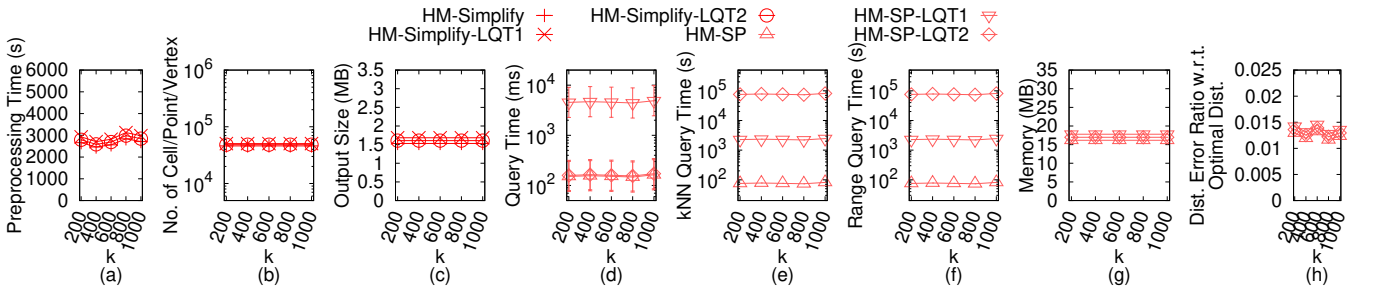 HM-Simplify
HM-Simplify-LQT1
HM-Simplify-LQT2
HM-SP
HM-SP-LQT1
HM-SP-LQT2
Preprocessing Time (s)
6000
5000
4000
3000
2000
1000
0
200
400
600
800
1000
k
(a)
No. of Cell/Point/Vertex
10^6
10^5
10^4
200
400
600
800
1000
k
(b)
Output Size (MB)
3.5
3
2.5
2
1.5
1
0.5
0
200
400
600
800
1000
k
(c)
Query Time (ms)
10^4
10^3
10^2
200
400
600
800
1000
k
(d)
kNN Query Time (s)
10^5
10^4
10^3
10^2
200
400
600
800
1000
k
(e)
Range Query Time (s)
10^5
10^4
10^3
10^2
200
400
600
800
1000
k
(f)
Memory (MB)
35
30
25
20
15
10
5
0
200
400
600
800
1000
k
(g)
Dist. Error Ratio w.r.t.
Optimal Dist.
0.025
0.02
0.015
0.01
0.005
0
200
400
600
800
1000
k
(h)